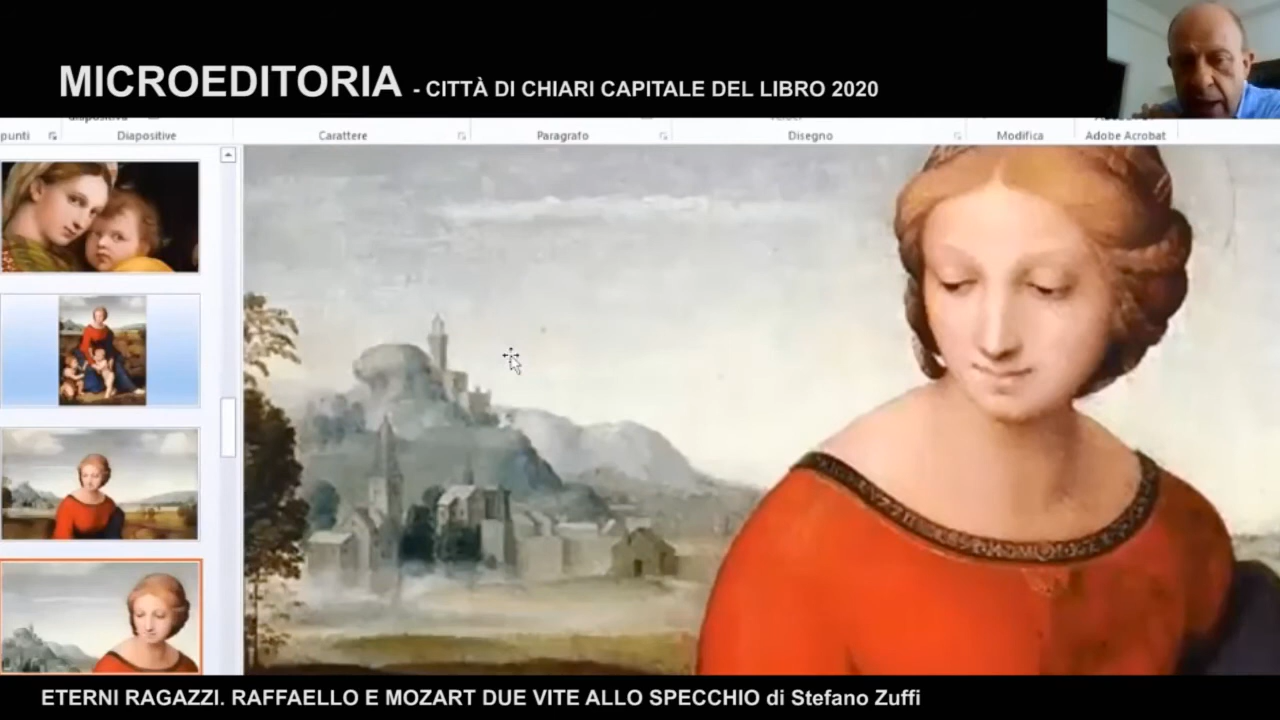 MICROEDITORIA - CITTÀ DI CHIARI CAPITALE DEL LIBRO 2020
diapositiva
punti Diapositive Carattere Paragrafo Disegno Modifica Adobe Acrobat
ETERNI RAGAZZI. RAFFAELLO E MOZART DUE VITE ALLO SPECCHIO di Stefano Zuffi